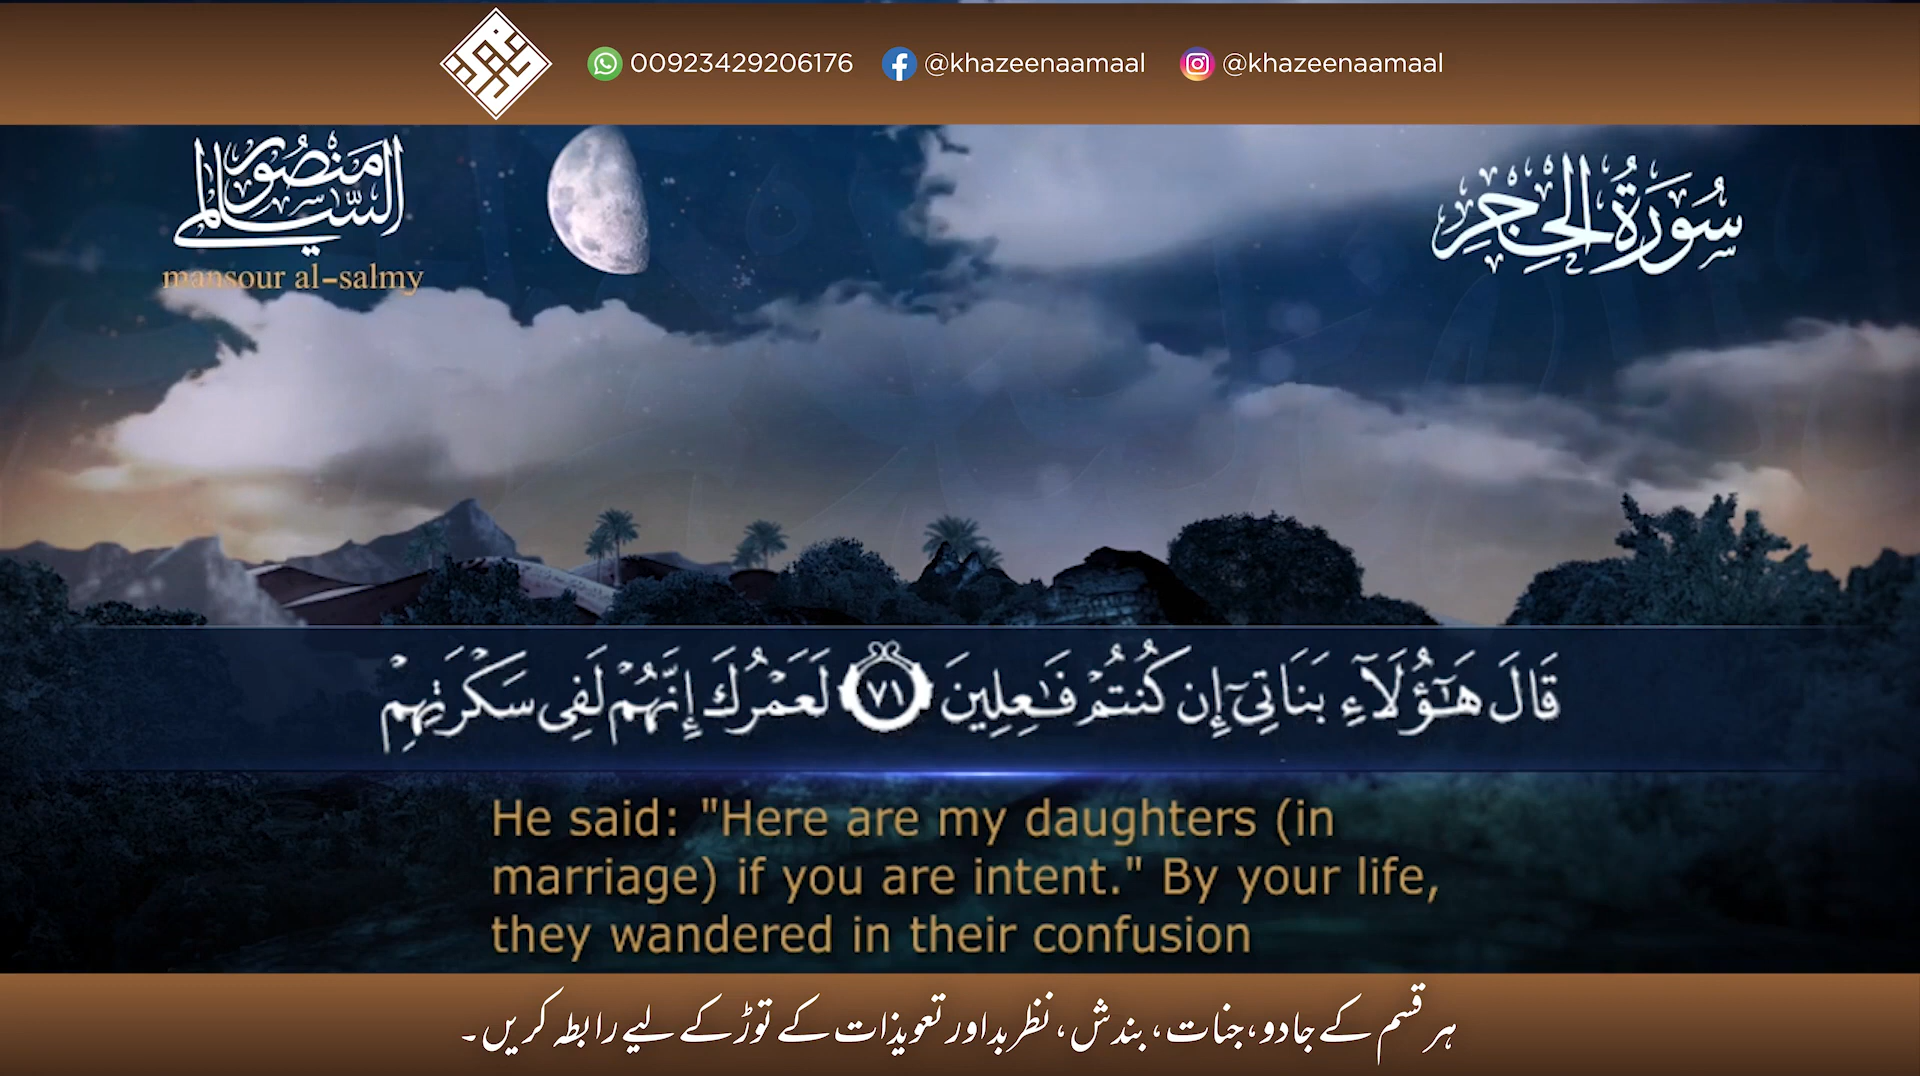 00923429206176 @khazeenaamaal @khazeenaamaal
منصور السالمي
mansour al-salmy
سُورَةُ الحِجْرِ
قَالَ هَٰٓؤُلَآءِ بَنَاتِىٓ إِن كُنتُمْ فَٰعِلِينَ ٧١ لَعَمْرُكَ إِنَّهُمْ لَفِى سَكْرَتِهِمْ
He said: "Here are my daughters (in
marriage) if you are intent." By your life,
they wandered in their confusion
ہر قسم کے جادو، جنات، بندش، نظر بد اور تعویذات کے توڑ کے لیے رابطہ کریں۔